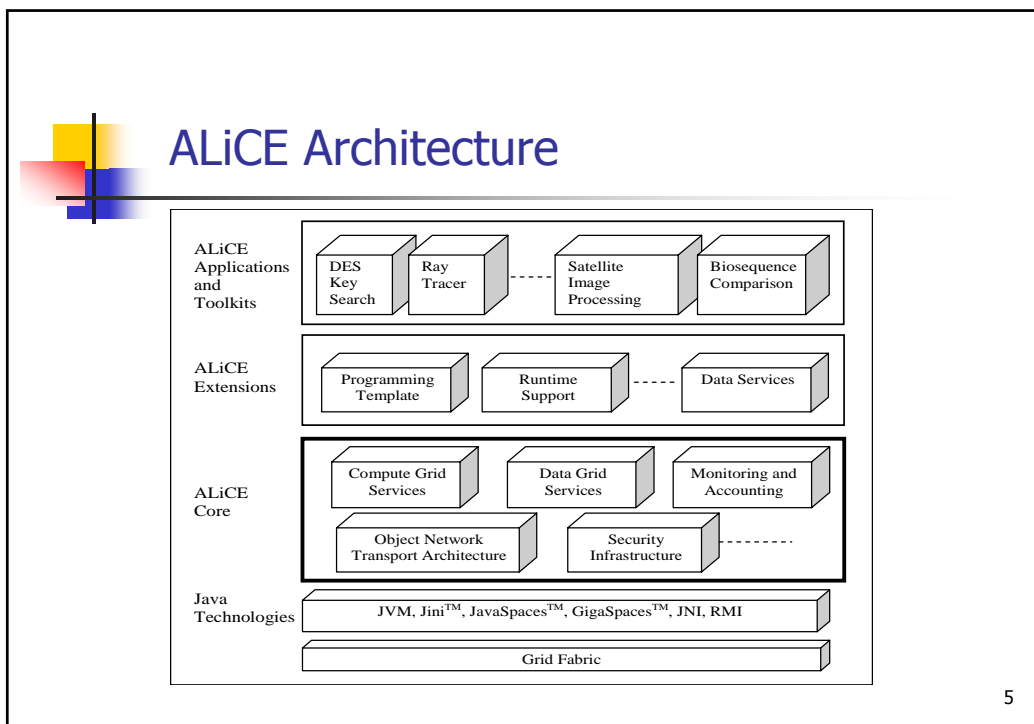 ALiCE Architecture
ALiCE
Applications
and
Toolkits
DES
Key
Search
Ray
Tracer
Satellite
Image
Processing
Biosequence
Comparison
ALiCE
Extensions
Programming
Template
Runtime
Support
Data Services
ALiCE
Core
Compute Grid
Services
Data Grid
Services
Monitoring and
Accounting
Object Network
Transport Architecture
Security
Infrastructure
Java
Technologies
JVM, Jini™, JavaSpaces™, GigaSpaces™, JNI, RMI
Grid Fabric
5